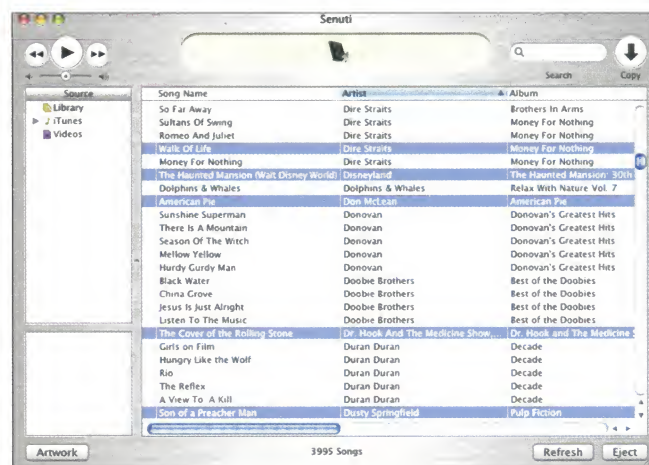 Senuti
Search
Copy
Source
Library
iTunes
Videos
Song Name Artist Album
So Far Away Dire Straits Brothers In Arms
Sultans Of Swing Dire Straits Money For Nothing
Romeo And Juliet Dire Straits Money For Nothing
Walk Of Life Dire Straits Money For Nothing
Money For Nothing Dire Straits Money For Nothing
The Haunted Mansion (Walt Disney World) Disneyland The Haunted Mansion: 30th
Dolphins & Whales Dolphins & Whales Relax With Nature Vol. 7
American Pie Don McLean American Pie
Sunshine Superman Donovan Donovan's Greatest Hits
There Is A Mountain Donovan Donovan's Greatest Hits
Season Of The Witch Donovan Donovan's Greatest Hits
Mellow Yellow Donovan Donovan's Greatest Hits
Hurdy Gurdy Man Donovan Donovan's Greatest Hits
Black Water Doobie Brothers Best of the Doobies
China Grove Doobie Brothers Best of the Doobies
Jesus Is Just Alright Doobie Brothers Best of the Doobies
Listen To The Music Doobie Brothers Best of the Doobies
The Cover of the Rolling Stone Dr. Hook And The Medicine Show,... Dr. Hook and The Medicine S
Girls on Film Duran Duran Decade
Hungry Like the Wolf Duran Duran Decade
Rio Duran Duran Decade
The Reflex Duran Duran Decade
A View To A Kill Duran Duran Decade
Son of a Preacher Man Dusty Springfield Pulp Fiction
Artwork 3995 Songs Refresh Eject